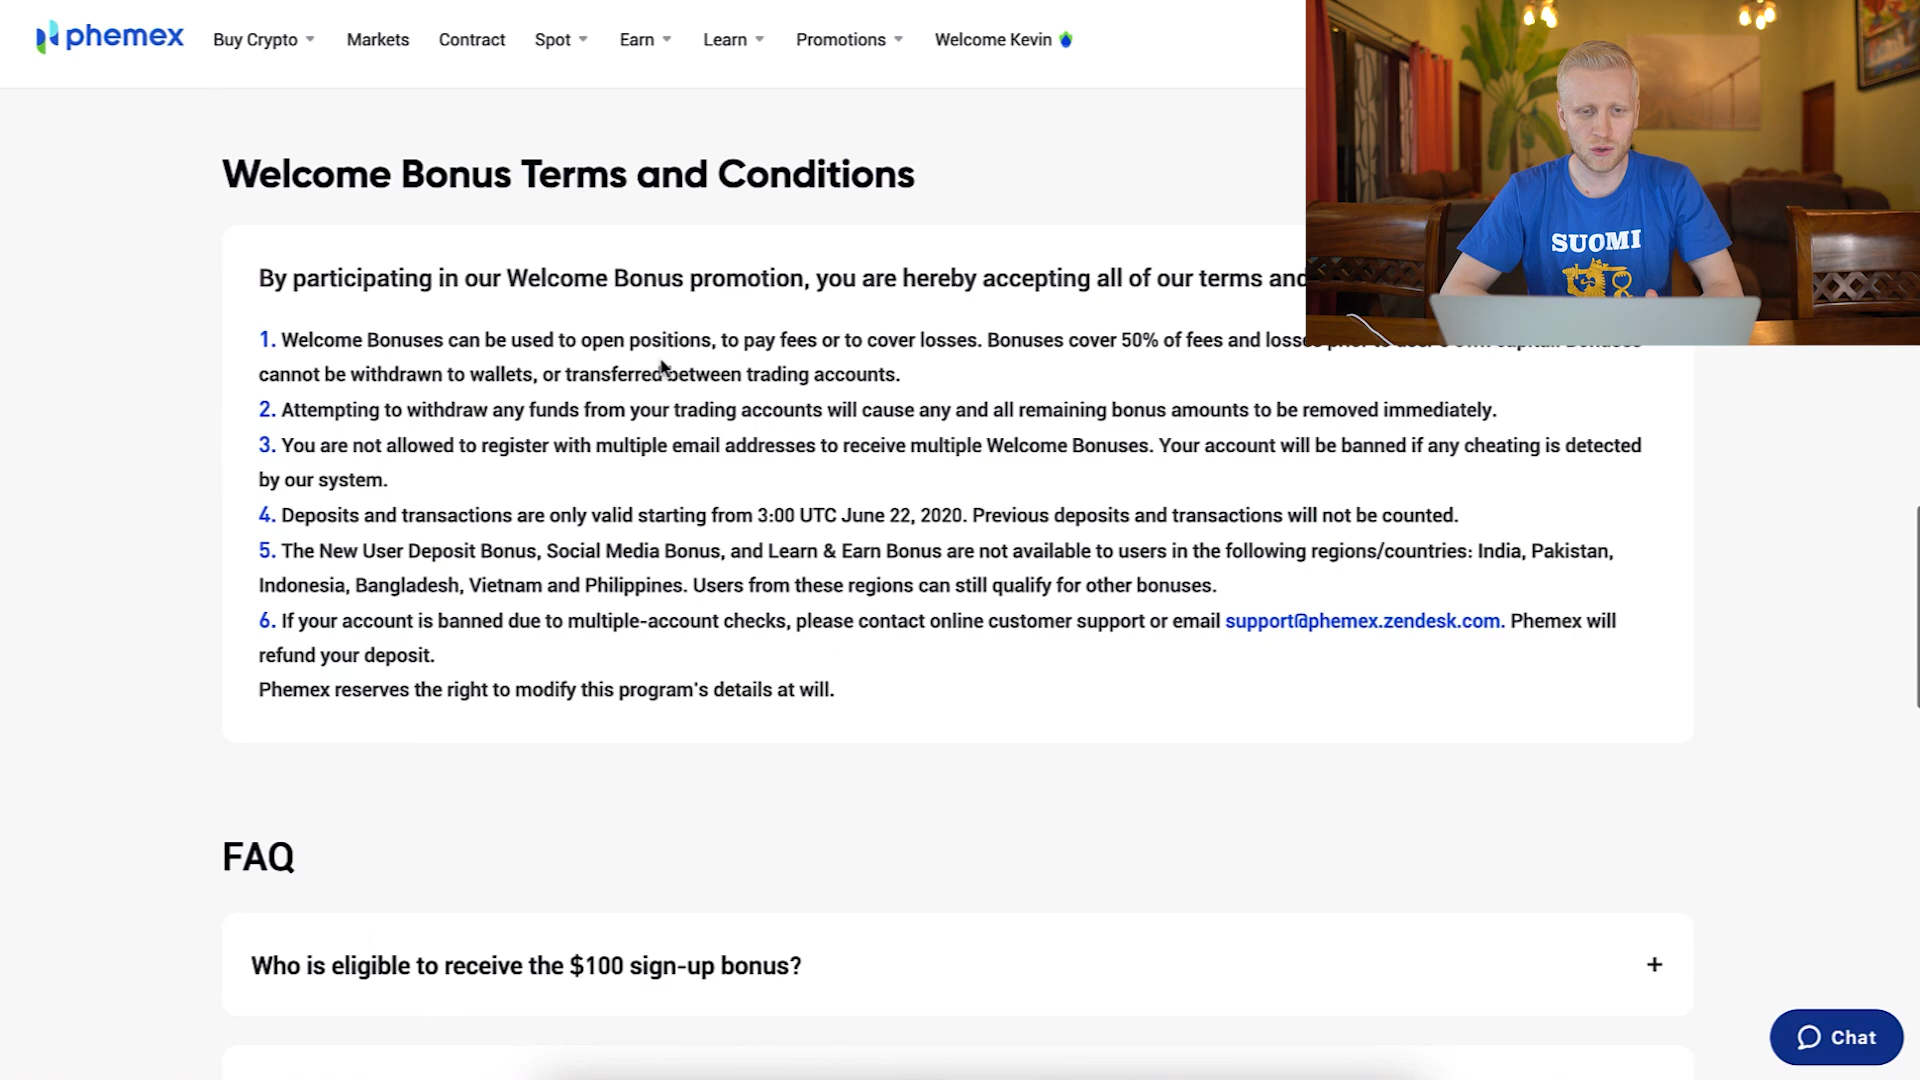 phemex
Buy Crypto
Markets
Contract
Spot
Earn
Learn
Promotions
Welcome Kevin
SUOMI
Welcome Bonus Terms and Conditions
By participating in our Welcome Bonus promotion, you are hereby accepting all of our terms and
1. Welcome Bonuses can be used to open positions, to pay fees or to cover losses. Bonuses cover 50% of fees and
cannot be withdrawn to wallets, or transferred between trading accounts.
2. Attempting to withdraw any funds from your trading accounts will cause any and all remaining bonus amounts to be removed immediately.
3. You are not allowed to register with multiple email addresses to receive multiple Welcome Bonuses. Your account will be banned if any cheating is detected
by our system.
4. Deposits and transactions are only valid starting from 3:00 UTC June 22, 2020. Previous deposits and transactions will not be counted.
5. The New User Deposit Bonus, Social Media Bonus, and Learn & Earn Bonus are not available to users in the following regions/countries: India, Pakistan,
Indonesia, Bangladesh, Vietnam and Philippines. Users from these regions can still qualify for other bonuses.
6. If your account is banned due to multiple-account checks, please contact online customer support or email support@phemex.zendesk.com. Phemex will
refund your deposit.
Phemex reserves the right to modify this program's details at will.
FAQ
Who is eligible to receive the $100 sign-up bonus?
+
Chat